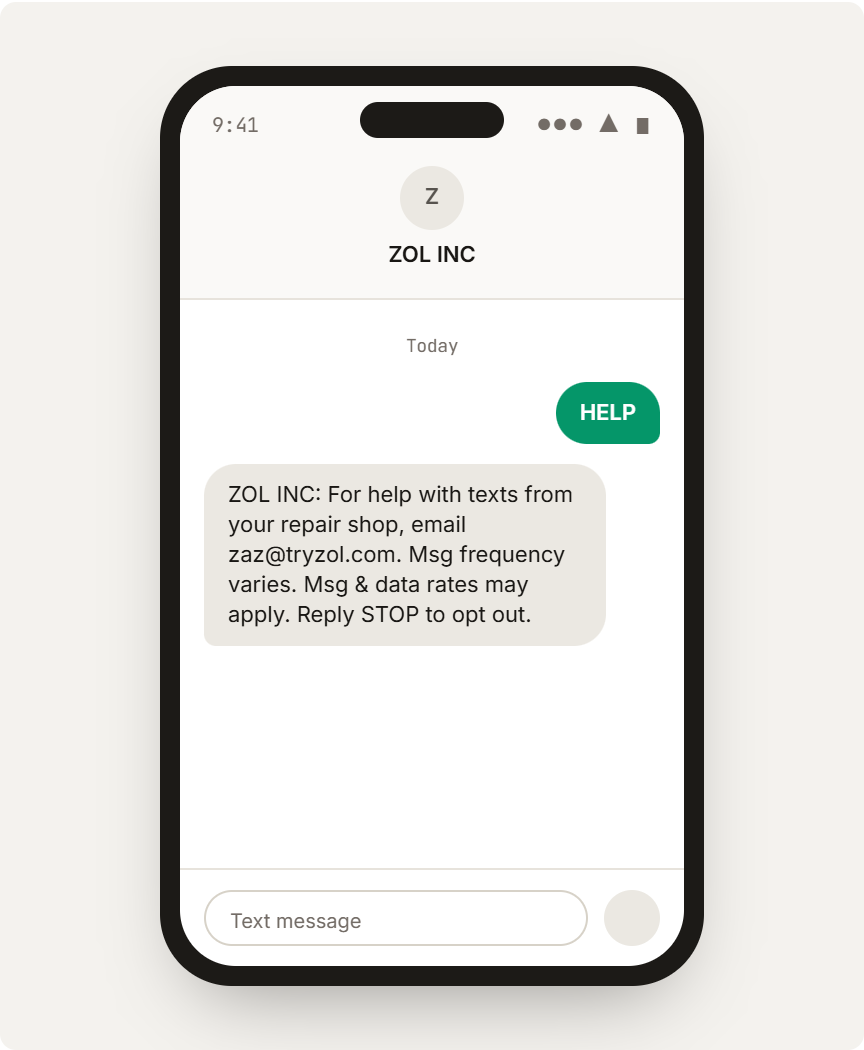 9:41
Z
ZOL INC
Today
HELP
ZOL INC: For help with texts from
your repair shop, email
zaz@tryzol.com. Msg frequency
varies. Msg & data rates may
apply. Reply STOP to opt out.
Text message